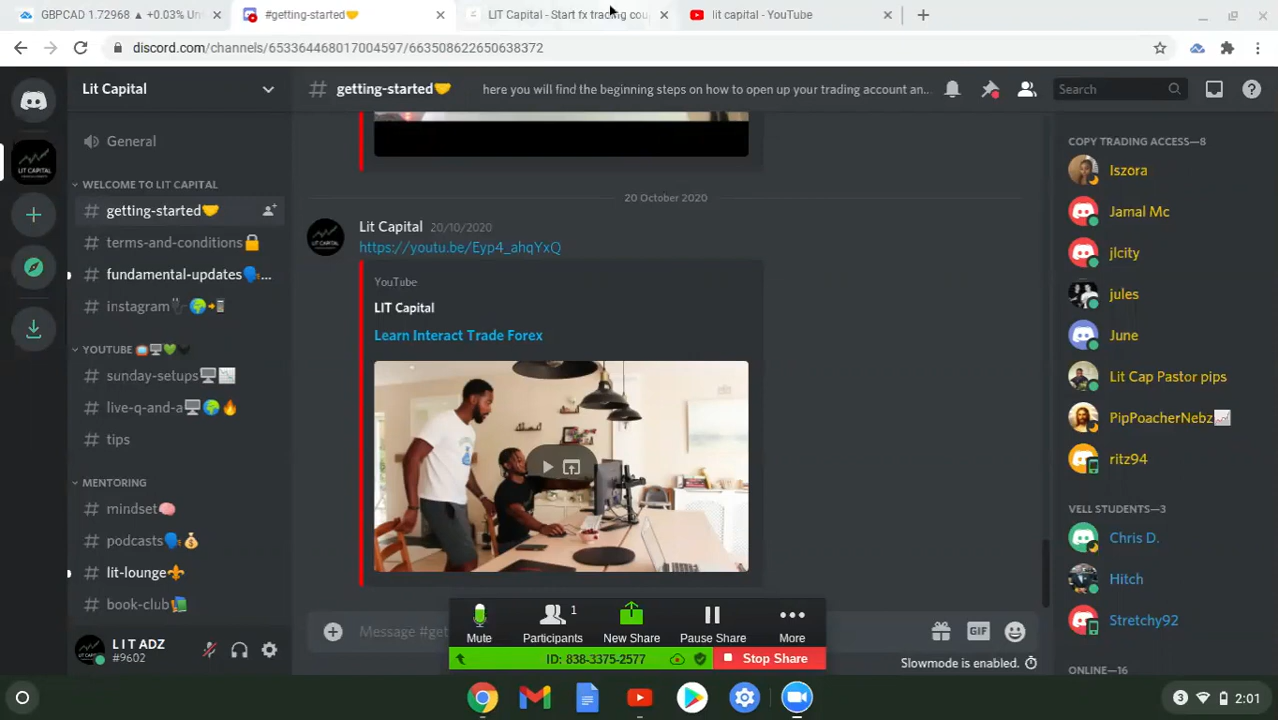 GBPCAD 1.72980 ▲ +0.03% Un
#getting-started🤝
LIT Capital - Start fx trading cou
lit capital - YouTube
discord.com/channels/653364468017004597/663508622650638372
Lit Capital
# getting-started🤝
here you will find the beginning steps on how to open up your trading account an...
Search
General
WELCOME TO LIT CAPITAL
# getting-started🤝
# terms-and-conditions🔒
# fundamental-updates🗣...
# instagram
YOUTUBE
# sunday-setups
# live-q-and-a
# tips
MENTORING
# mindset🧠
# podcasts🗣💰
# lit-lounge⚜
# book-club📚
L I T ADZ
#9602
20 October 2020
Lit Capital 20/10/2020
https://youtu.be/Eyp4_ahqYxQ
YouTube
LIT Capital
Learn Interact Trade Forex
Message #get
GIF
Slowmode is enabled.
COPY TRADING ACCESS—8
Iszora
Jamal Mc
jlcity
jules
June
Lit Cap Pastor pips
PipPoacherNebz📈
ritz94
VELL STUDENTS—3
Chris D.
Hitch
Stretchy92
ONLINE—16
1
Mute
Participants
New Share
Pause Share
More
ID: 838-3375-2577
Stop Share
3
2:01